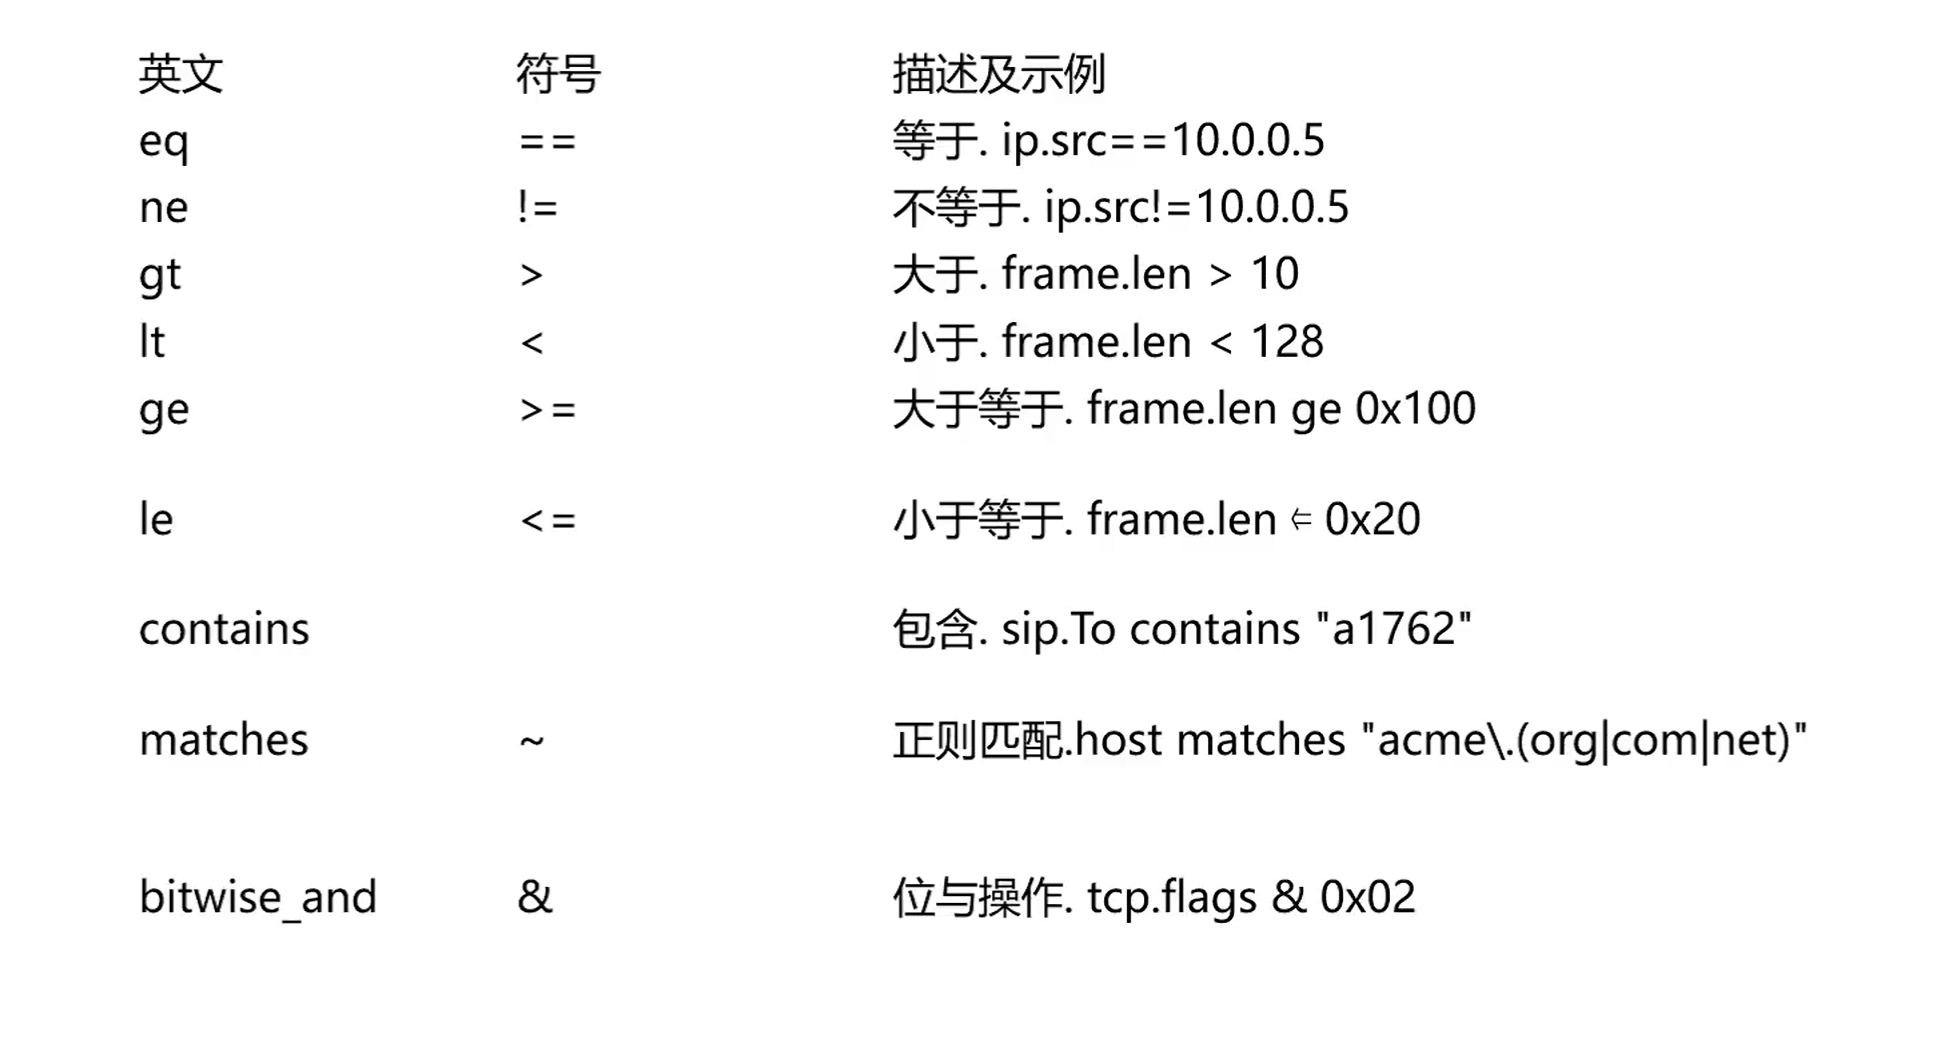 英文 符号 描述及示例
eq == 等于. ip.src==10.0.0.5
ne != 不等于. ip.src!=10.0.0.5
gt > 大于. frame.len > 10
lt < 小于. frame.len < 128
ge >= 大于等于. frame.len ge 0x100
le <= 小于等于. frame.len ⋸ 0x20
contains 包含. sip.To contains "a1762"
matches ~ 正则匹配.host matches "acme\.(org|com|net)"
bitwise_and & 位与操作. tcp.flags & 0x02